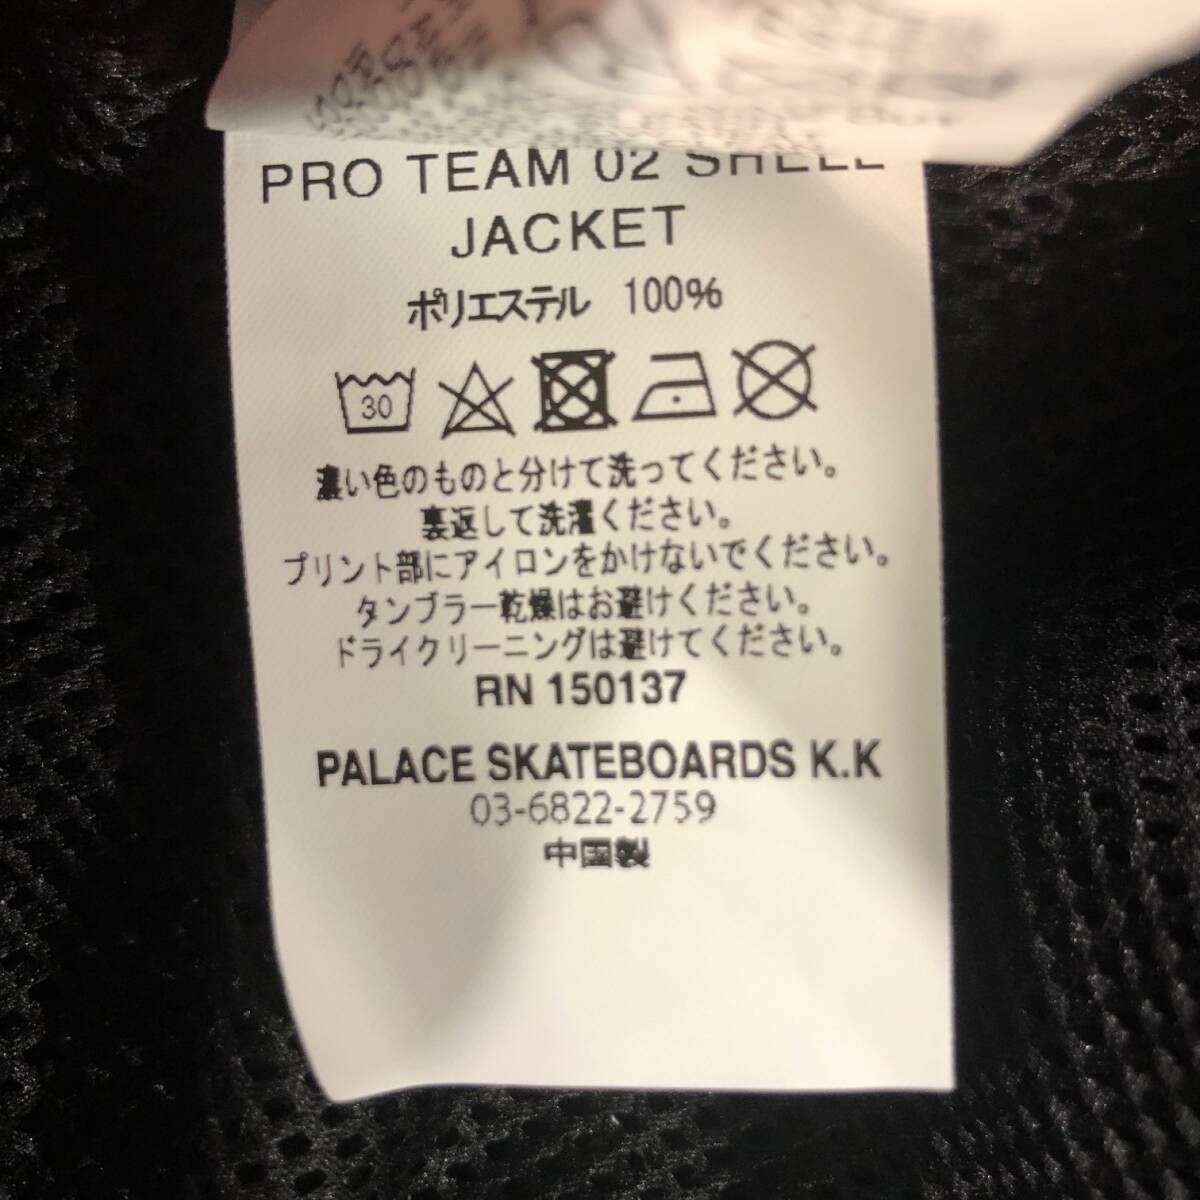 PRO TEAM 02 SHELL
JACKET
ポリエステル 100%
30
濃い色のものと分けて洗ってください。
裏返して洗濯ください。
プリント部にアイロンをかけないでください。
タンブラー乾燥はお避けください。
ドライクリーニングは避けてください。
RN 150137
PALACE SKATEBOARDS K.K
03-6822-2759
中国製